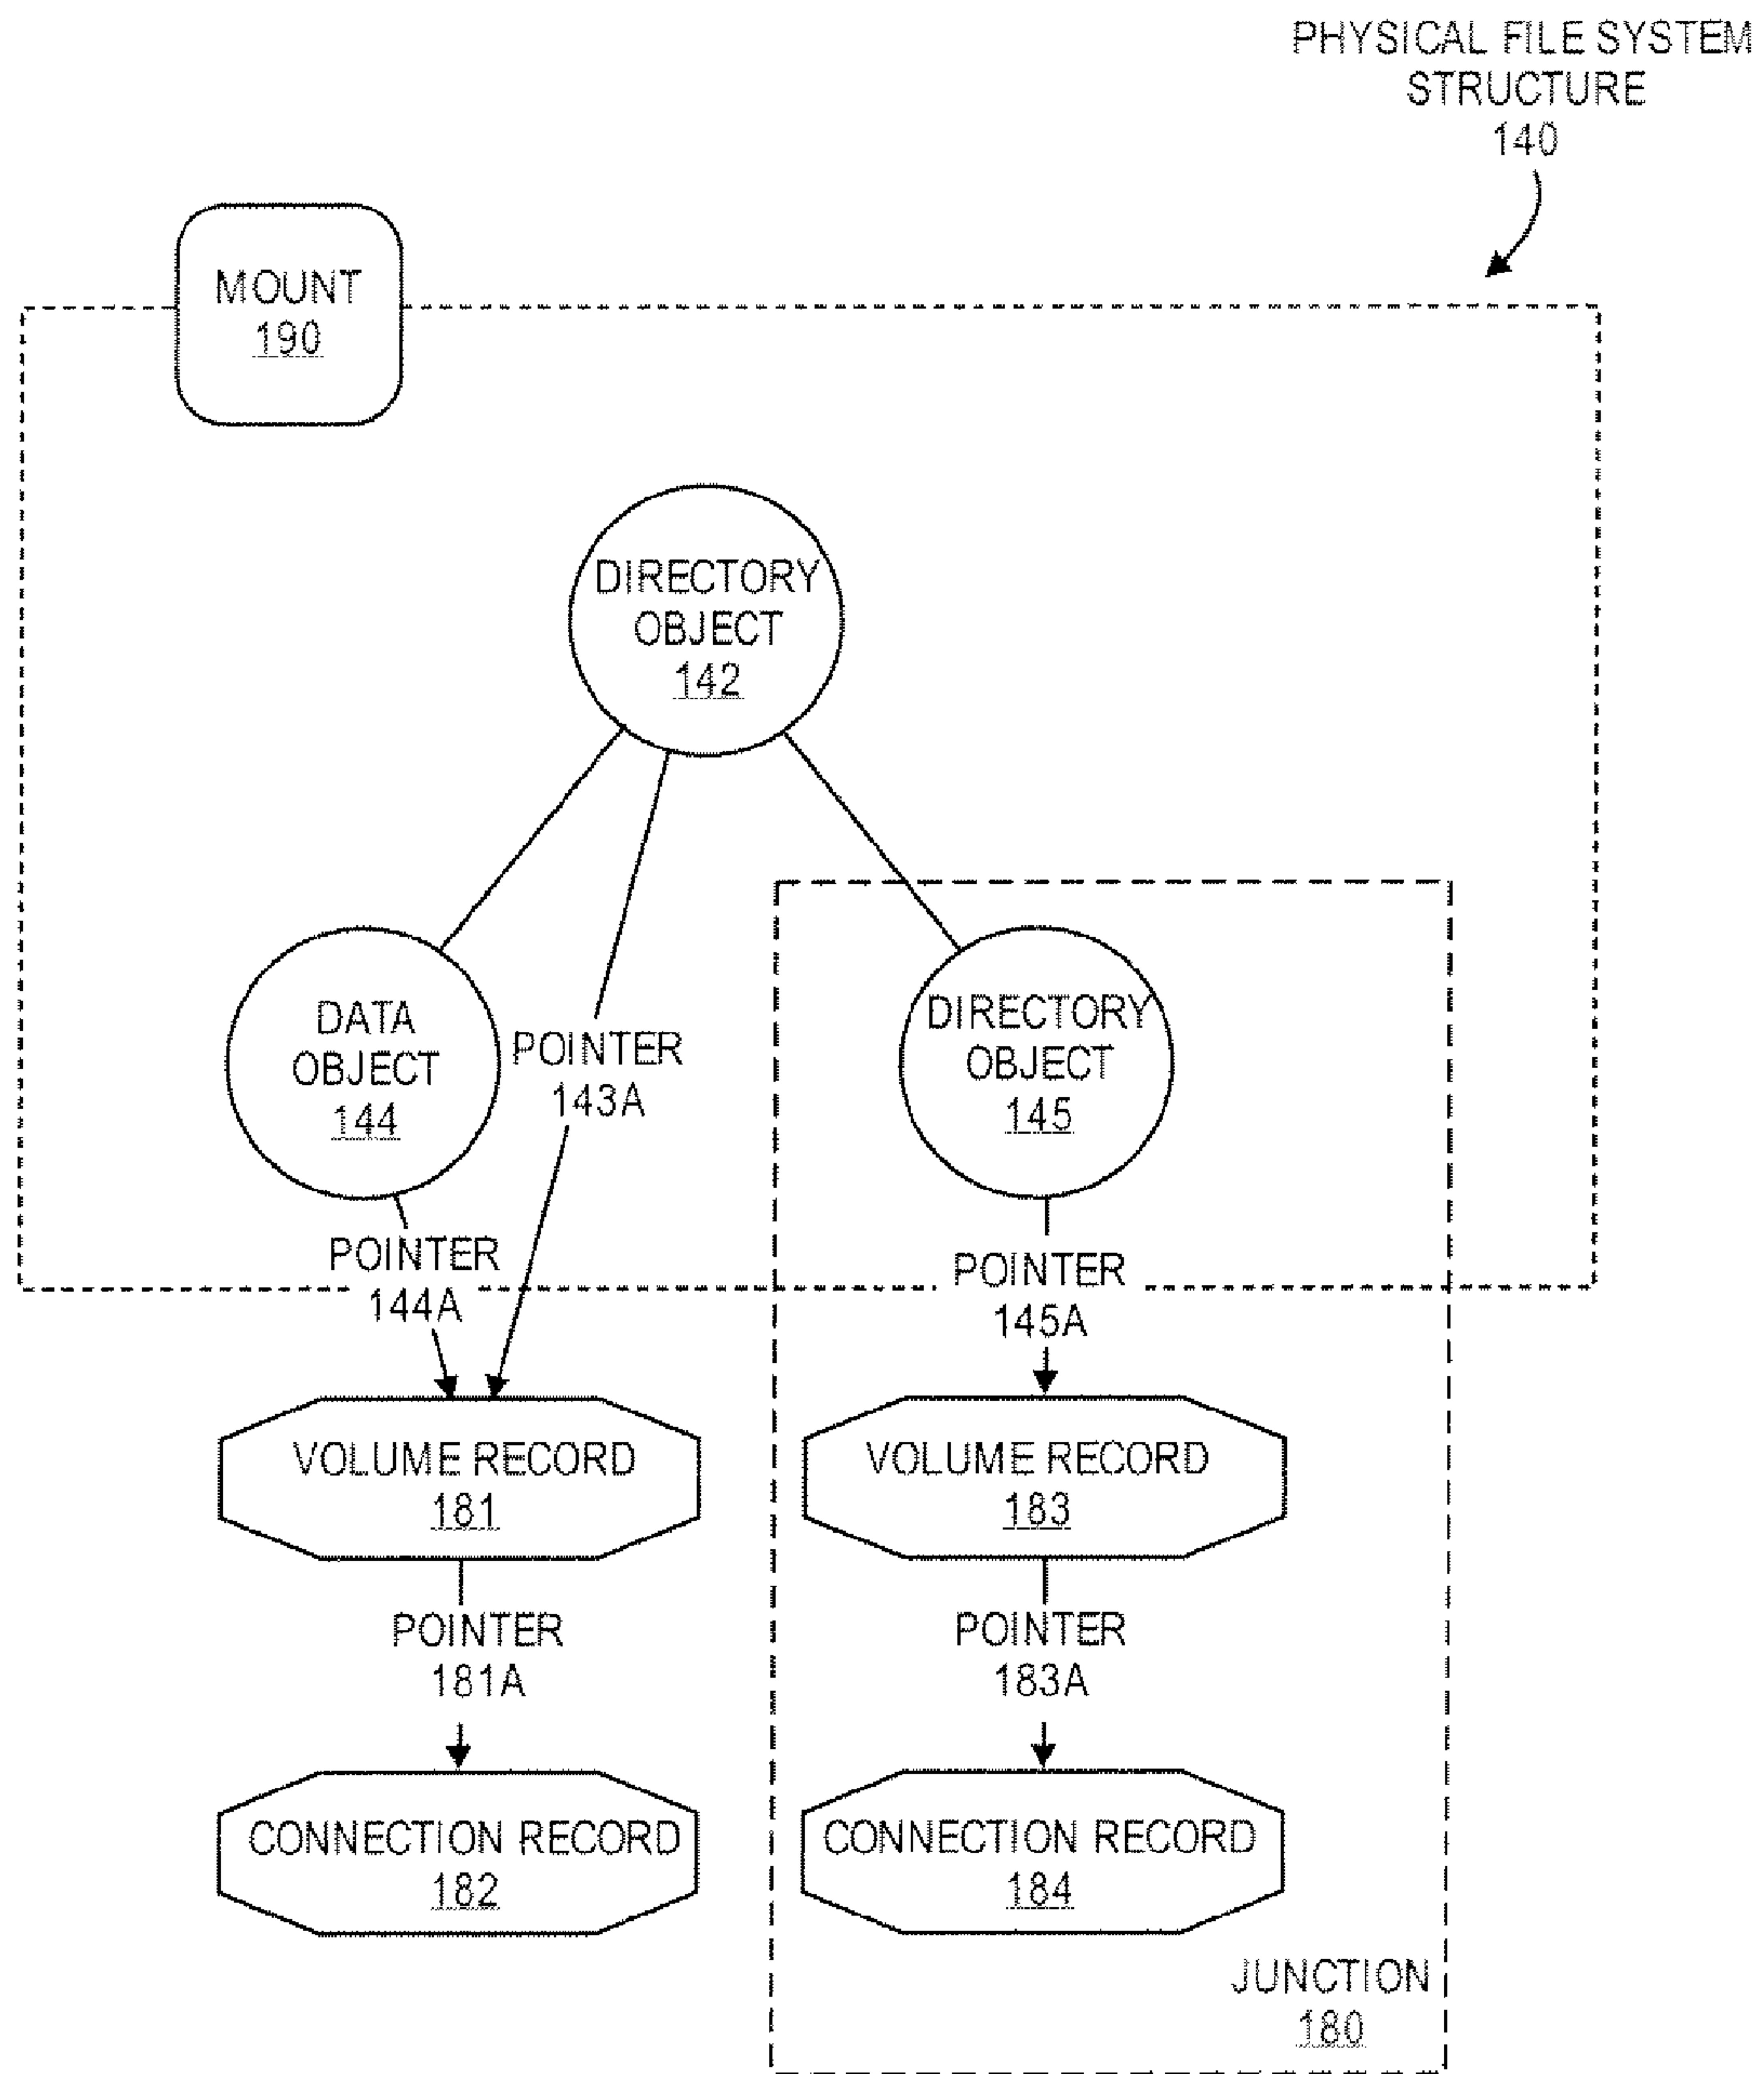 PHYSICAL FILE SYSTEM
STRUCTURE
140
MOUNT
190
DIRECTORY
OBJECT
142
DATA
OBJECT
144
POINTER
143A
DIRECTORY
OBJECT
145
POINTER
144A
POINTER
145A
VOLUME RECORD
181
VOLUME RECORD
183
POINTER
181A
POINTER
183A
CONNECTION RECORD
182
CONNECTION RECORD
184
JUNCTION
180